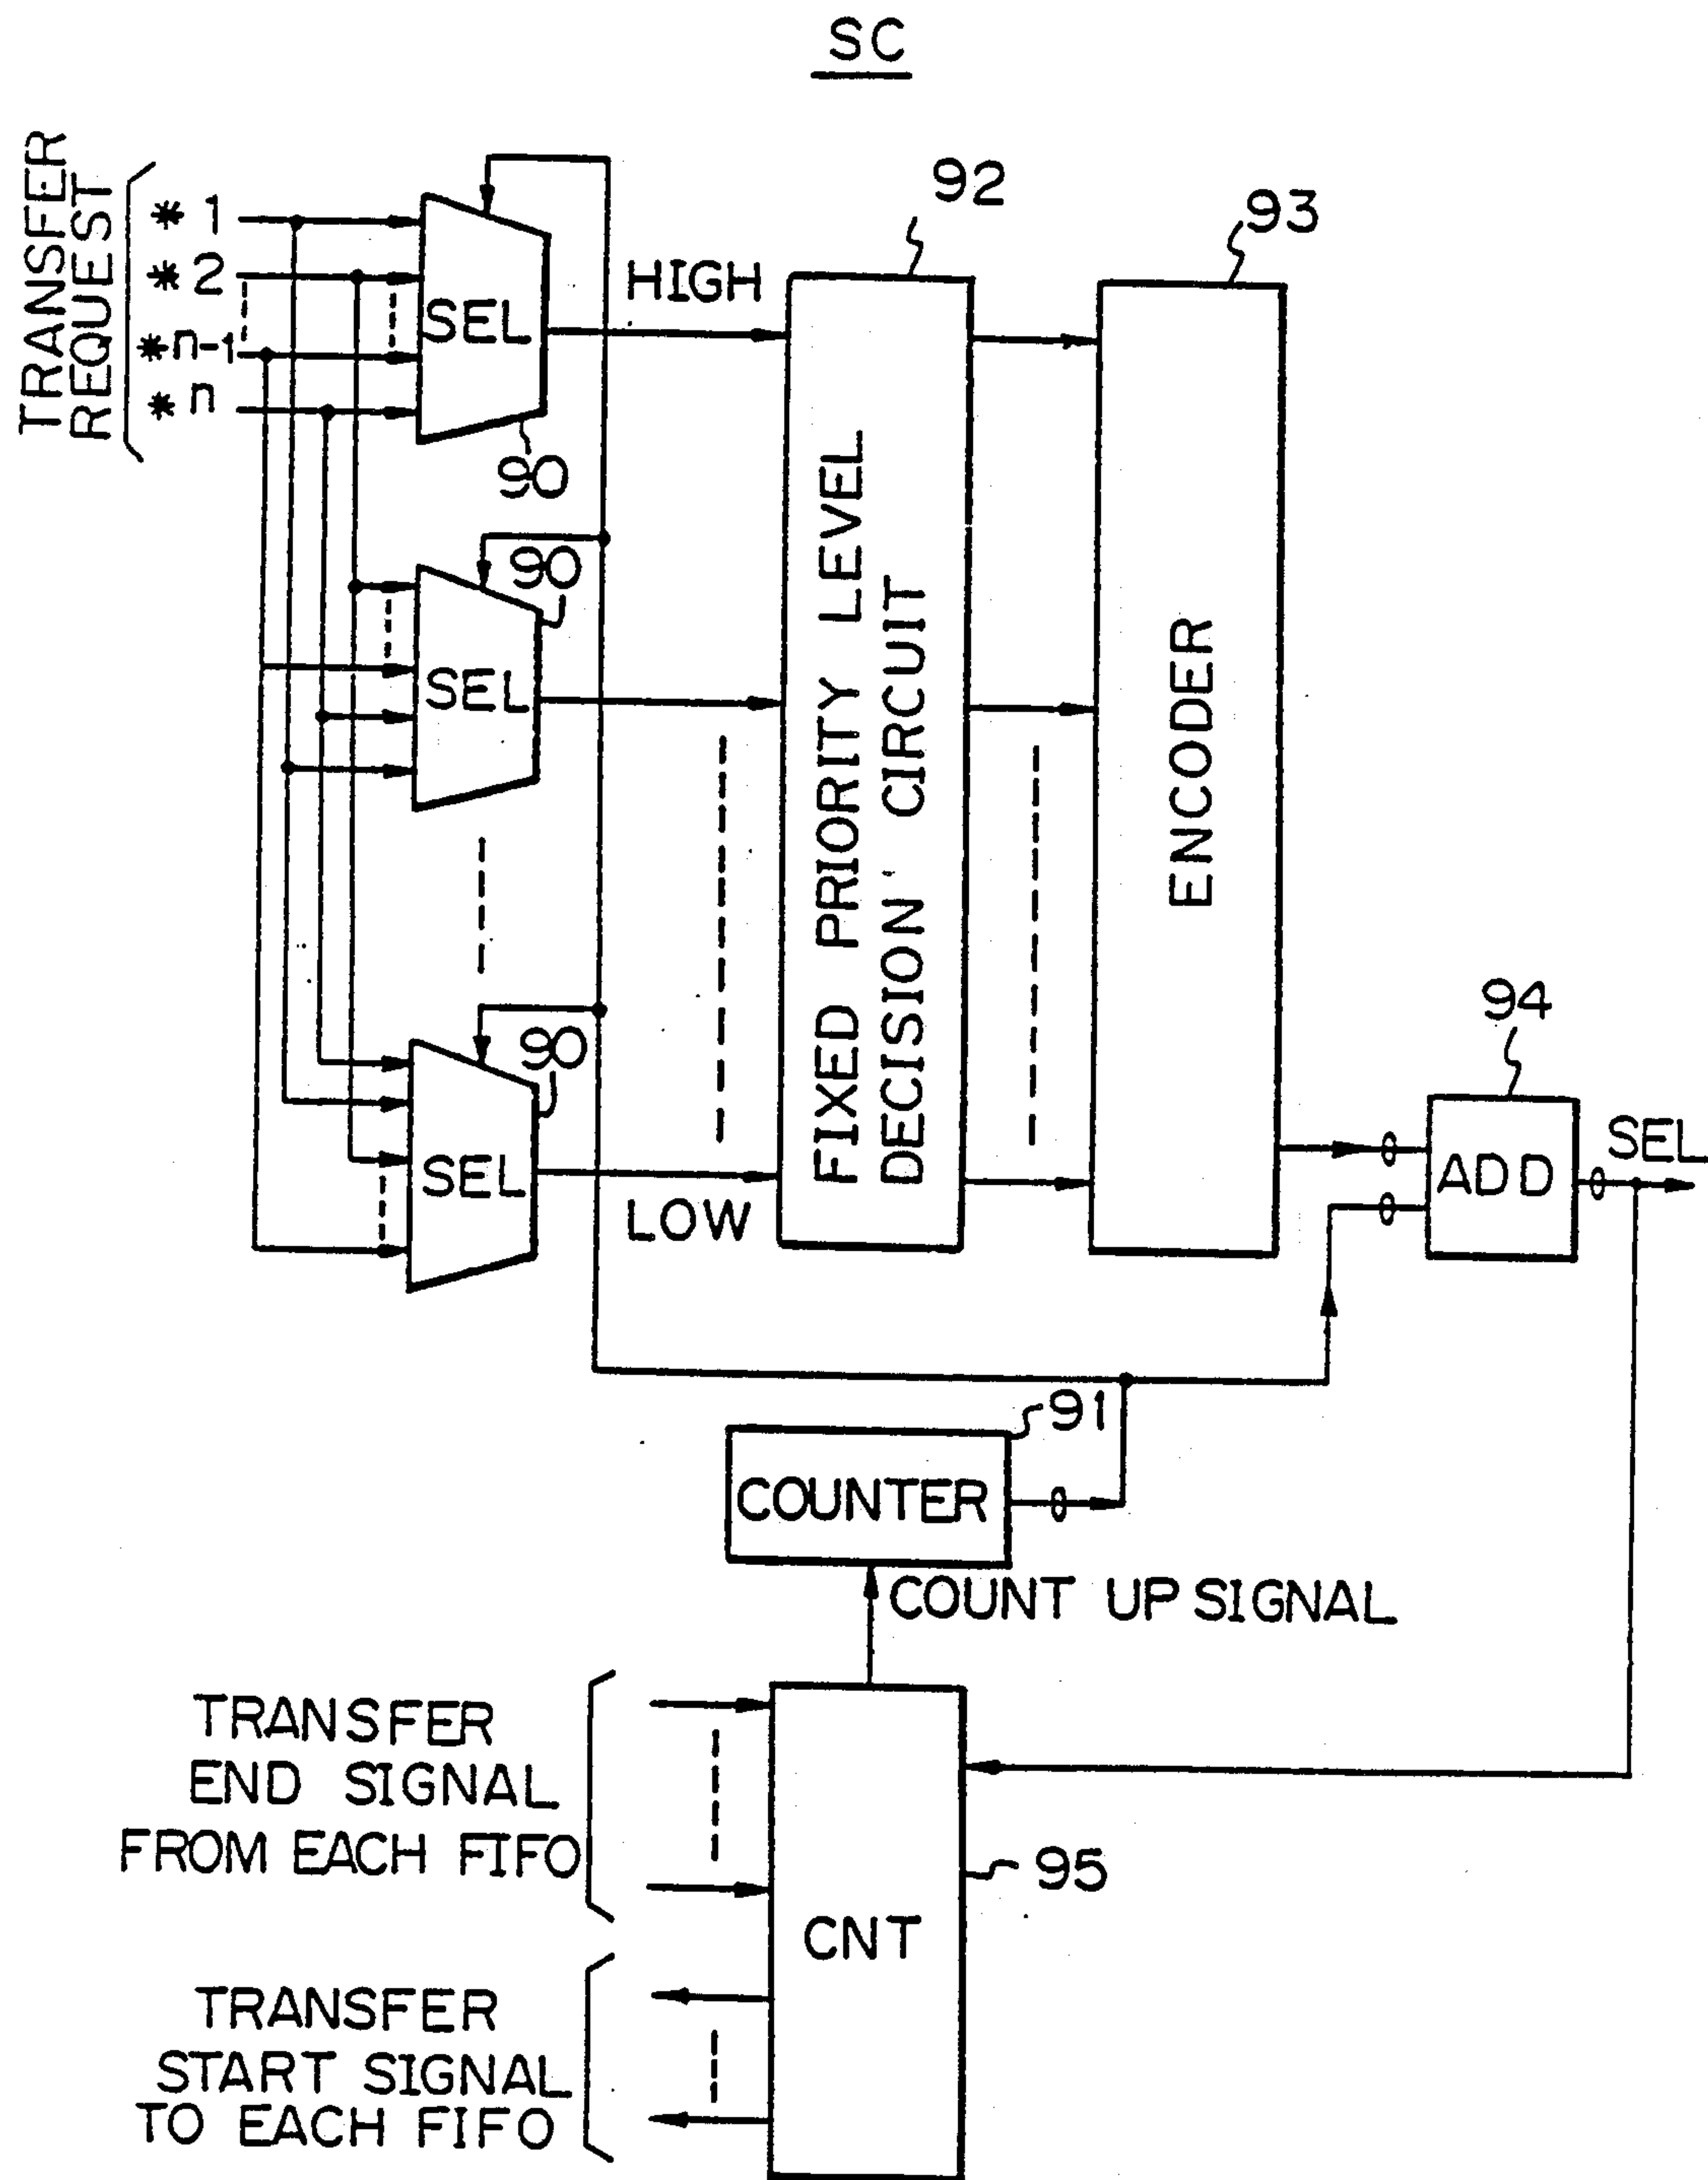 SC
TRANSFER
REQUEST
*1
*2
*n-1
*n
SEL
90
HIGH
92
93
SEL
90
SEL
90
LOW
FIXED PRIORITY LEVEL
DECISION CIRCUIT
ENCODER
94
ADD
SEL
91
COUNTER
COUNT UP SIGNAL
TRANSFER
END SIGNAL
FROM EACH FIFO
CNT
95
TRANSFER
START SIGNAL
TO EACH FIFO